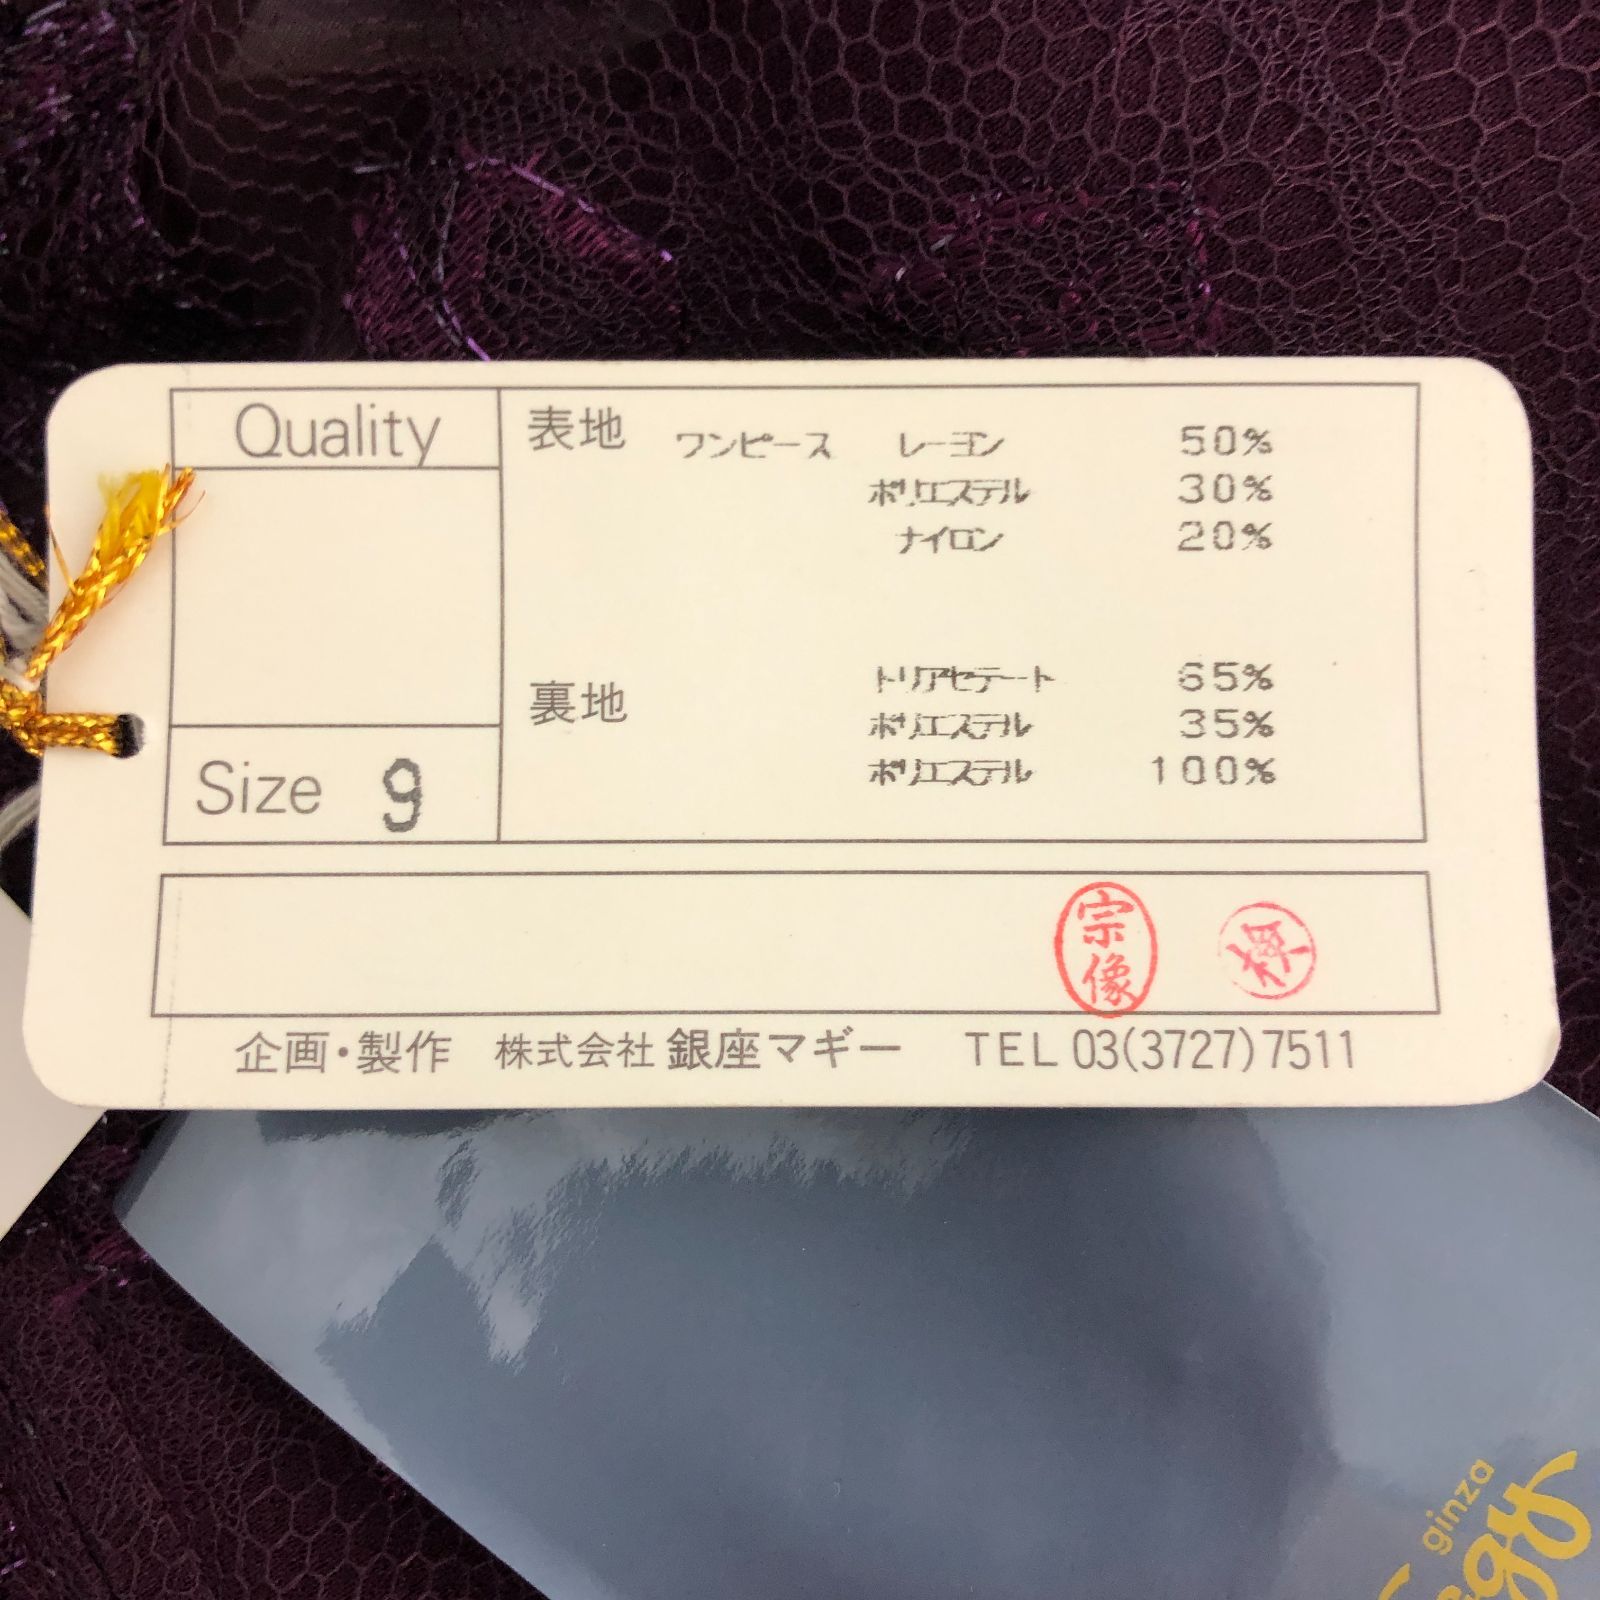 Quality
表地 ワンピース レーヨン 50%
ポリエステル 30%
ナイロン 20%
裏地 トリアセテート 65%
ポリエステル 35%
ポリエステル 100%
Size 9
宗像
企画・製作 株式会社 銀座マギー TEL 03(3727)7511
ginza